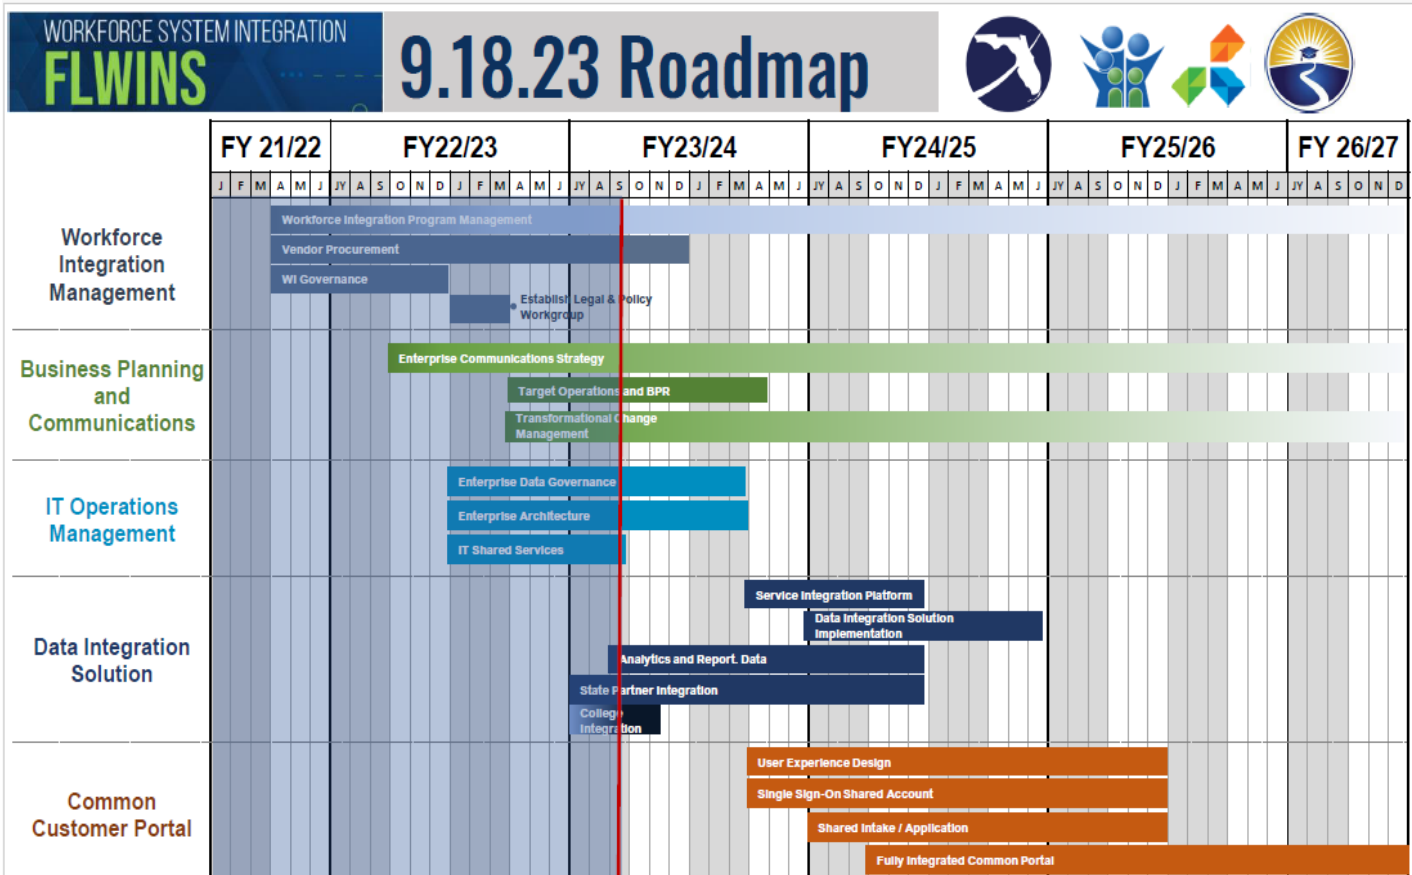 WORKFORCE SYSTEM INTEGRATION
FLWINS
9.18.23 Roadmap
FY 21/22 FY22/23 FY23/24 FY24/25 FY25/26 FY 26/27
J F M A M J JY A S O N D J F M A M J JY A S O N D J F M A M J JY A S O N D J F M A M J JY A S O N D J F M A M J JY A S O N D
Workforce
Integration
Management
Workforce Integration Program Management
Vendor Procurement
WI Governance
Establish Legal & Policy
Workgroup
Business Planning
and
Communications
Enterprise Communications Strategy
Target Operations and BPR
Transformational Change
Management
IT Operations
Management
Enterprise Data Governance
Enterprise Architecture
IT Shared Services
Data Integration
Solution
Service Integration Platform
Data Integration Solution
Implementation
Analytics and Report. Data
State Partner Integration
College
Integration
Common
Customer Portal
User Experience Design
Single Sign-On Shared Account
Shared Intake / Application
Fully Integrated Common Portal